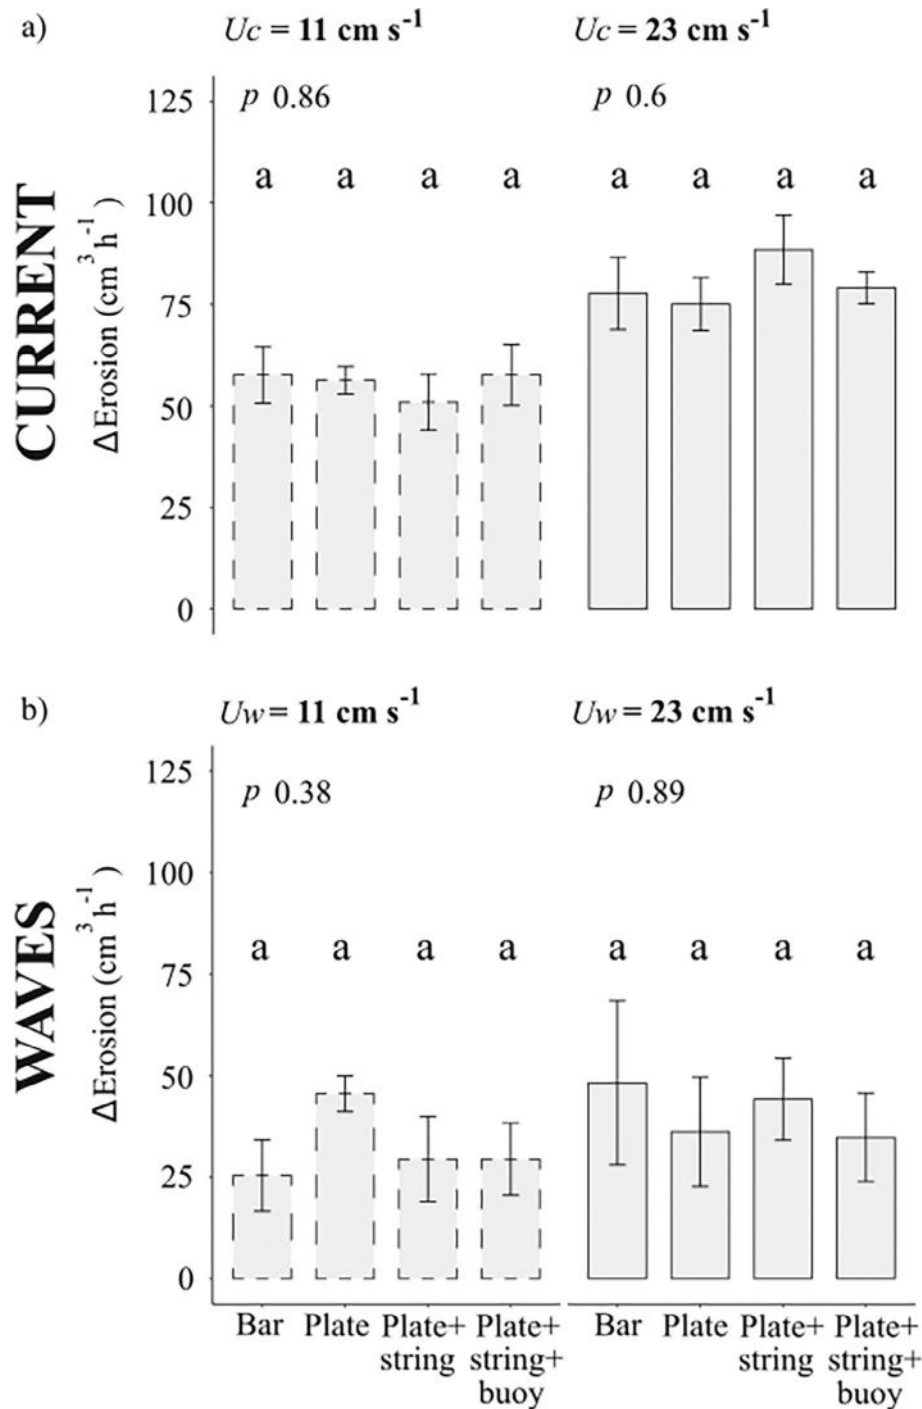 a)
Uc = 11 cm s⁻¹
Uc = 23 cm s⁻¹
CURRENT
ΔErosion (cm³h⁻¹)
125
100
75
50
25
0
p 0.86
p 0.6
a a a a
a a a a
b)
Uw = 11 cm s⁻¹
Uw = 23 cm s⁻¹
WAVES
ΔErosion (cm³h⁻¹)
125
100
75
50
25
0
p 0.38
p 0.89
a a a a
a a a a
Bar Plate Plate+ Plate+
string string+
buoy
Bar Plate Plate+ Plate+
string string+
buoy